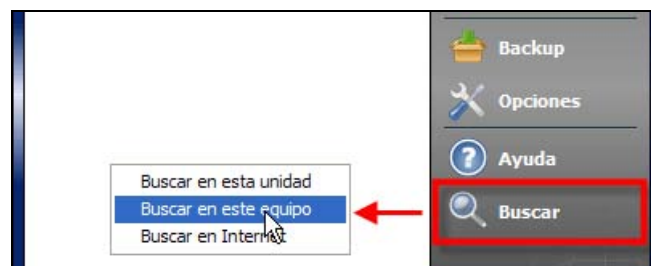 Backup
Opciones
Ayuda
Buscar en esta unidad
Buscar en este equipo
Buscar
Buscar en Internet